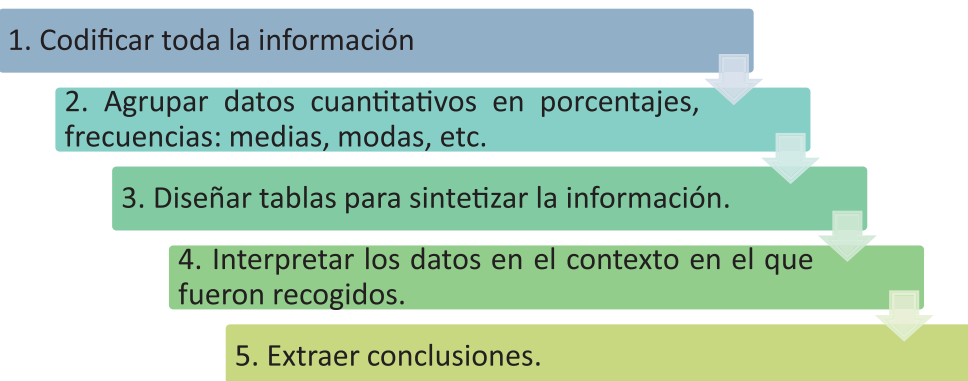 1. Codificar toda la información
2. Agrupar datos cuantitativos en porcentajes,
frecuencias: medias, modas, etc.
3. Diseñar tablas para sintetizar la información.
4. Interpretar los datos en el contexto en el que
fueron recogidos.
5. Extraer conclusiones.